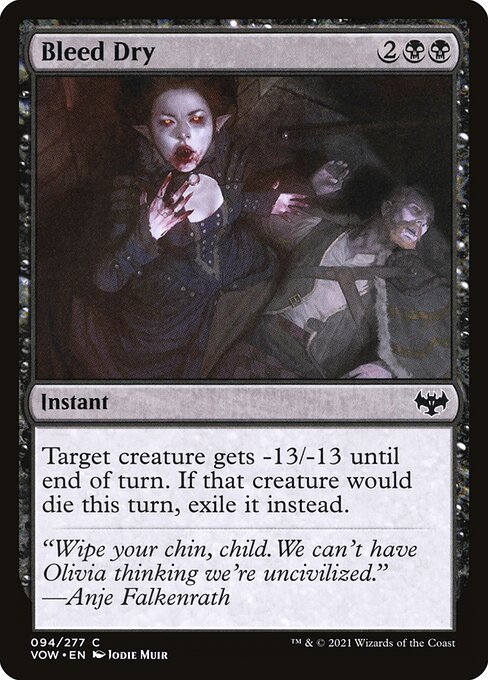 Bleed Dry 2
Instant
Target creature gets -13/-13 until
end of turn. If that creature would
die this turn, exile it instead.
“Wipe your chin, child. We can’t have
Olivia thinking we’re uncivilized.”
—Anje Falkenrath
094/277 C
VOW • EN Jodie Muir
™ & © 2021 Wizards of the Coast